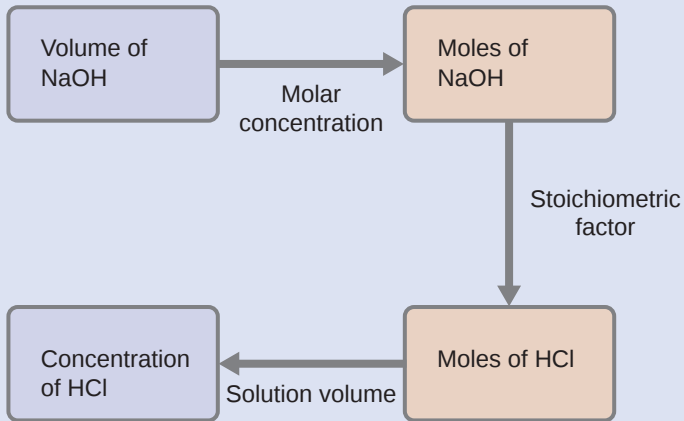 Volume of
NaOH
Molar
concentration
Moles of
NaOH
Stoichiometric
factor
Moles of HCl
Solution volume
Concentration
of HCl